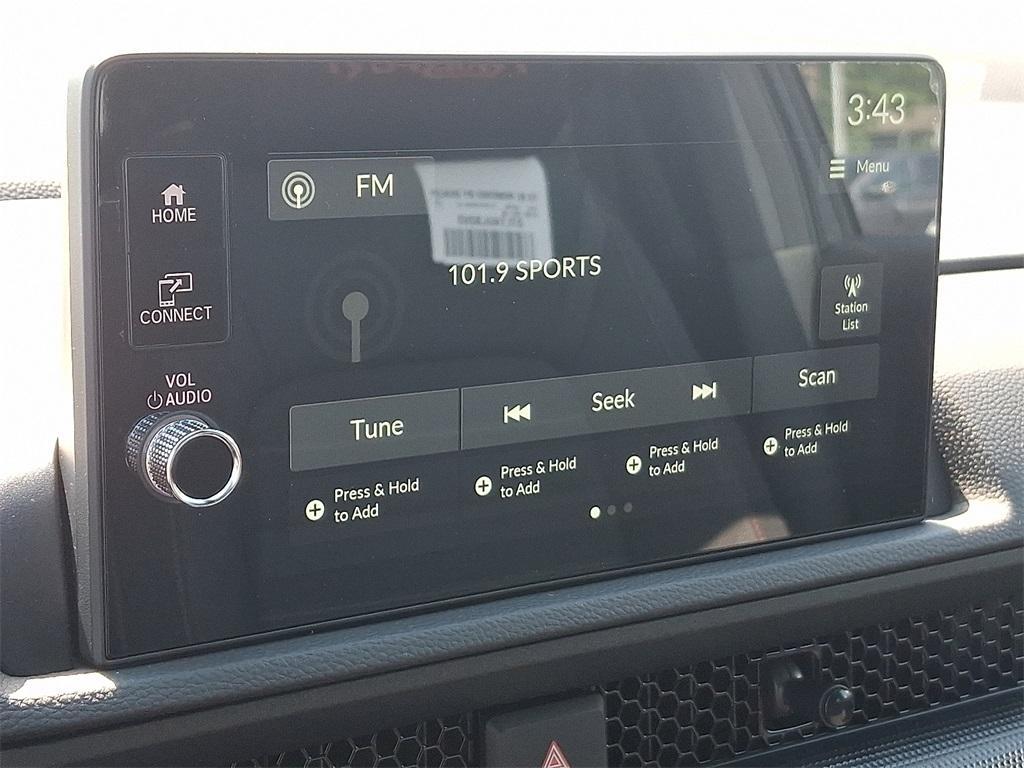 3:43
Menu
HOME
FM
101.9 SPORTS
CONNECT
Station
List
VOL
AUDIO
Tune
Seek
Scan
Press & Hold
to Add
Press & Hold
to Add
Press & Hold
to Add
Press & Hold
to Add